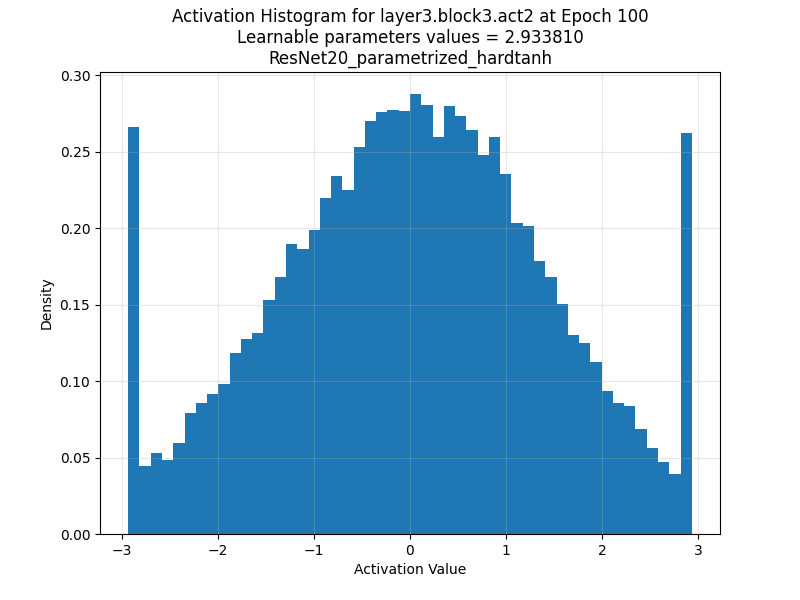 Activation Histogram for layer3.block3.act2 at Epoch 100
Learnable parameters values = 2.933810
ResNet20_parametrized_hardtanh
0.30
0.25
0.20
0.15
0.10
0.05
0.00
Density
−3
−2
−1
0
1
2
3
Activation Value